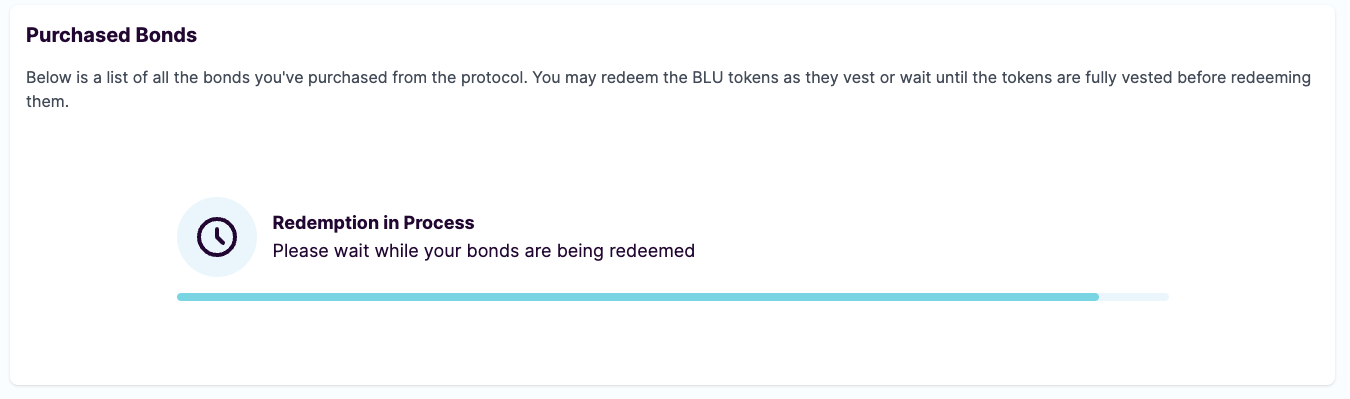 Purchased Bonds
Below is a list of all the bonds you've purchased from the protocol. You may redeem the BLU tokens as they vest or wait until the tokens are fully vested before redeeming
them.
Redemption in Process
Please wait while your bonds are being redeemed